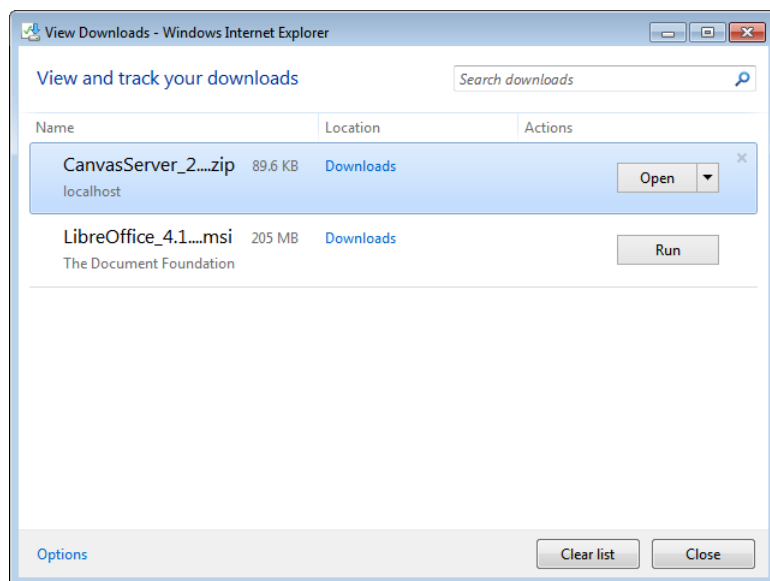 View Downloads - Windows Internet Explorer
View and track your downloads
Search downloads
Name Location Actions
CanvasServer_2....zip 89.6 KB Downloads Open
localhost
LibreOffice_4.1....msi 205 MB Downloads Run
The Document Foundation
Options Clear list Close